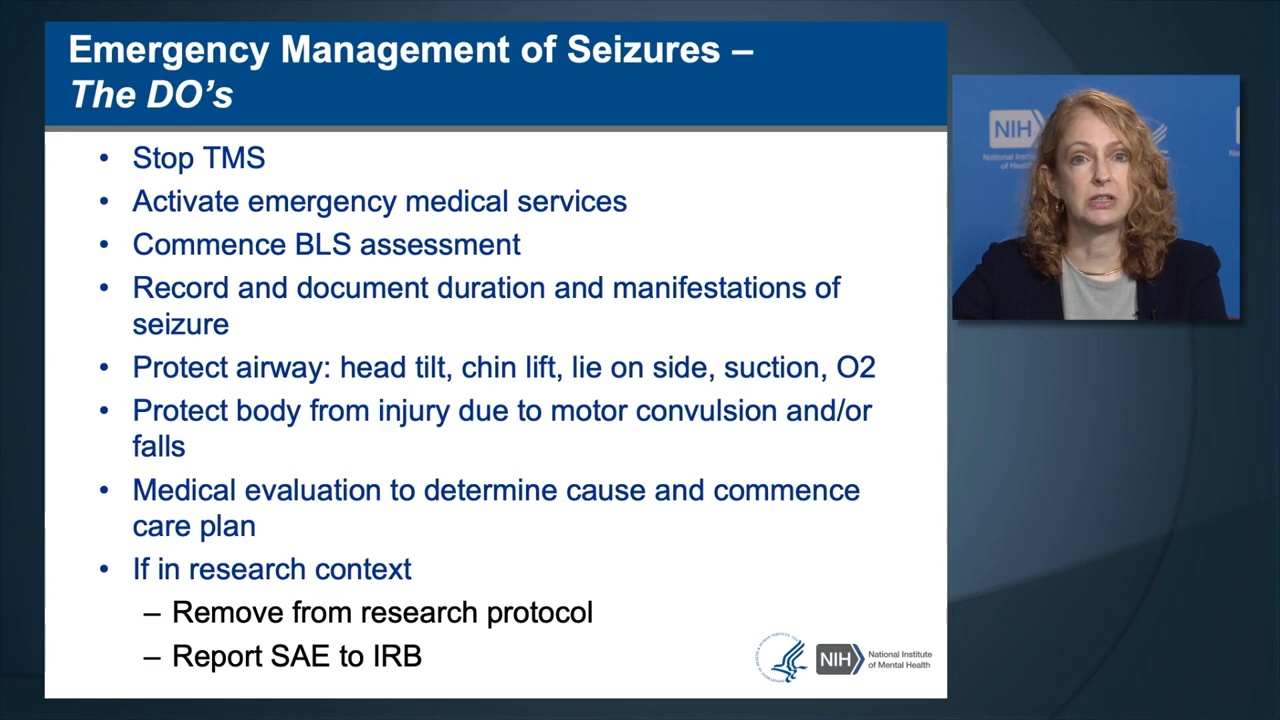 Emergency Management of Seizures –
The DO's
• Stop TMS
• Activate emergency medical services
• Commence BLS assessment
• Record and document duration and manifestations of
seizure
• Protect airway: head tilt, chin lift, lie on side, suction, O2
• Protect body from injury due to motor convulsion and/or
falls
• Medical evaluation to determine cause and commence
care plan
• If in research context
– Remove from research protocol
– Report SAE to IRB
NIH
National Institute
of Mental Health
NIH
of Health